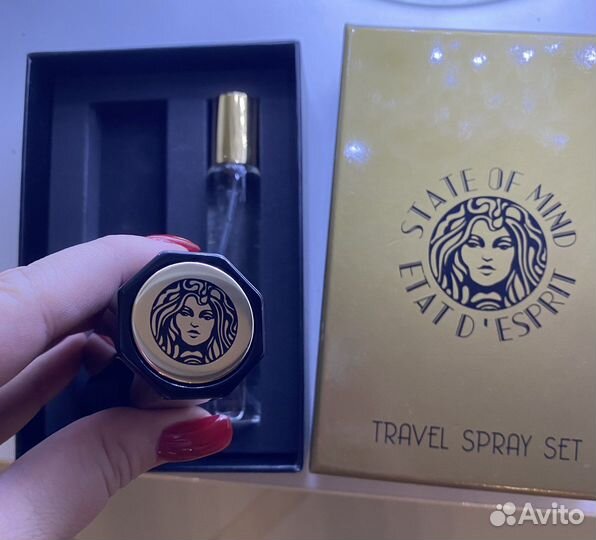 STATE OF MIND
ETAT D'ESPRIT
TRAVEL SPRAY SET
Avito